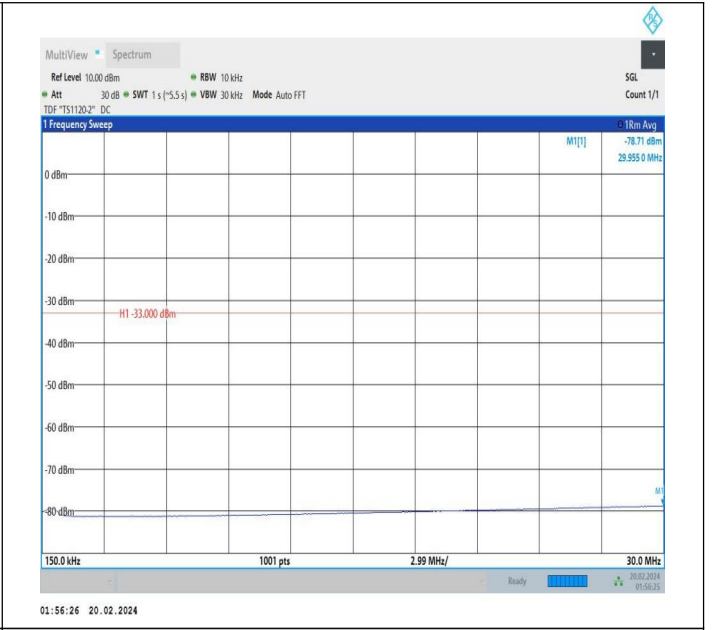 R S
MultiView Spectrum
Ref Level 10.00 dBm RBW 10 kHz SGL
Att 30 dB SWT 1 s (~5.5 s) VBW 30 kHz Mode Auto FFT Count 1/1
TDF "TS1120-2" DC
1 Frequency Sweep 1Rm Avg
M1[1] -78.71 dBm
29.955 0 MHz
0 dBm
-10 dBm
-20 dBm
-30 dBm
H1 -33.000 dBm
-40 dBm
-50 dBm
-60 dBm
-70 dBm
M1
-80 dBm
150.0 kHz 1001 pts 2.99 MHz/ 30.0 MHz
Ready 20.02.2024
01:56:25
01:56:26 20.02.2024